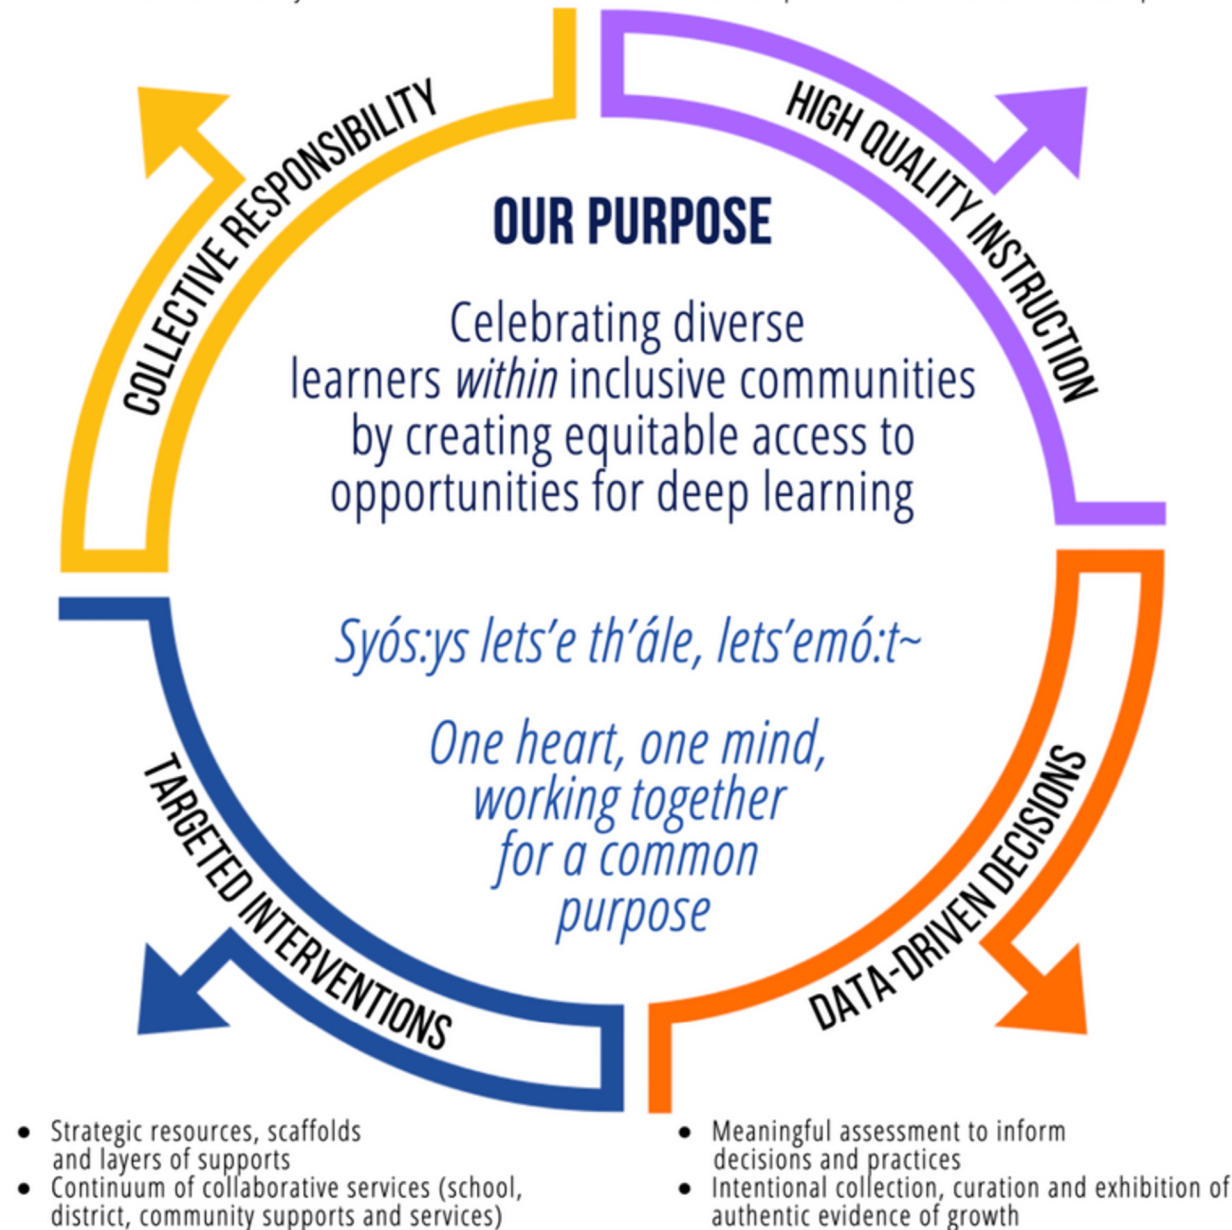 COLLECTIVE RESPONSIBILITY
HIGH QUALITY INSTRUCTION
OUR PURPOSE
Celebrating diverse
learners within inclusive communities
by creating equitable access to
opportunities for deep learning
Syós:ys lets’e th’ále, lets’emó:t~
One heart, one mind,
working together
for a common
purpose
TARGETED INTERVENTIONS
DATA-DRIVEN DECISIONS
• Strategic resources, scaffolds
and layers of supports
• Continuum of collaborative services (school,
district, community supports and services)
• Meaningful assessment to inform
decisions and practices
• Intentional collection, curation and exhibition of
authentic evidence of growth